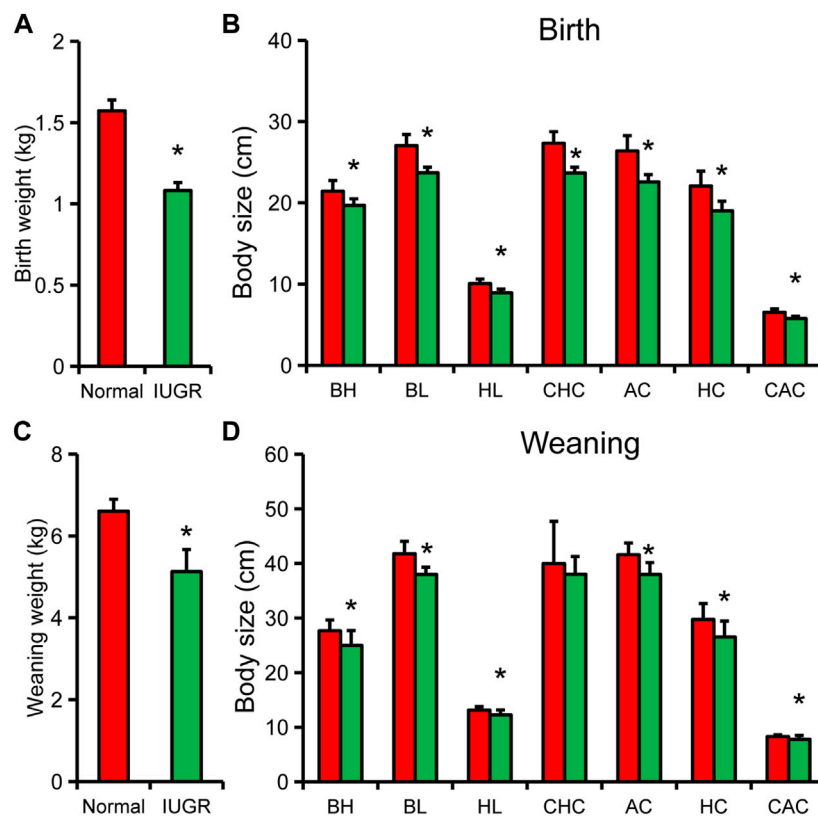 A
Birth weight (kg)
2
1.5
1
0.5
0
*
Normal IUGR
B
Birth
Body size (cm)
40
30
20
10
0
* * * * * * *
BH BL HL CHC AC HC CAC
C
Weaning weight (kg)
8
6
4
2
0
*
Normal IUGR
D
Weaning
Body size (cm)
60
50
40
30
20
10
0
* * * * * *
BH BL HL CHC AC HC CAC